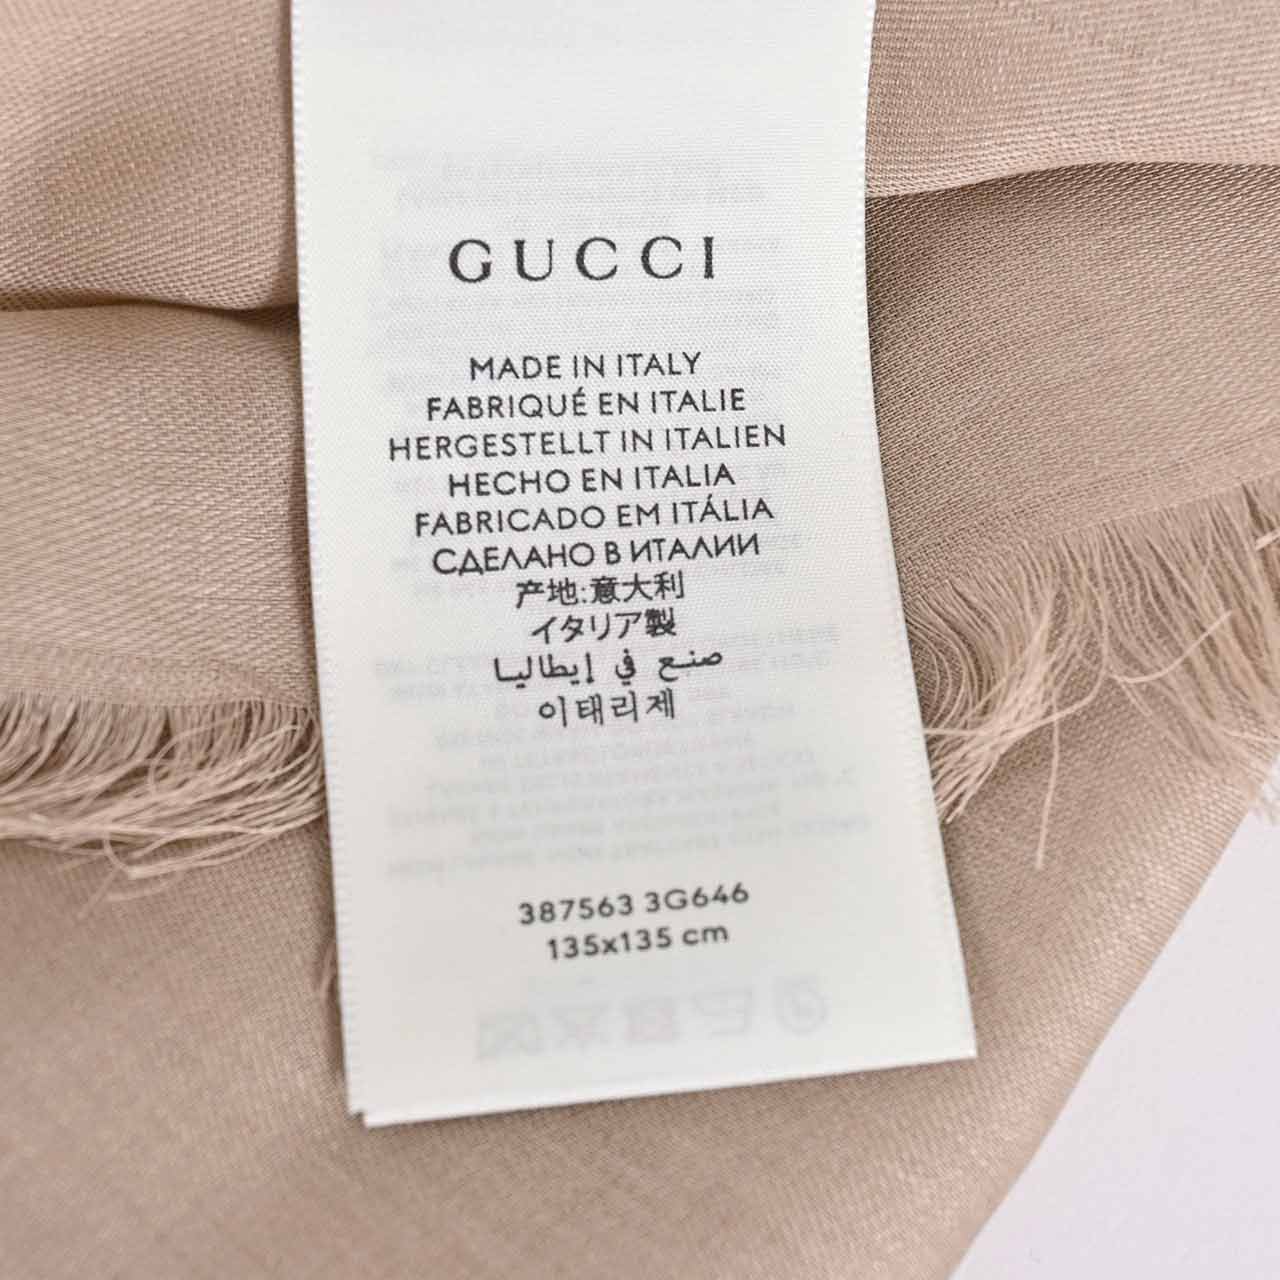 GUCCI
MADE IN ITALY
FABRIQUÉ EN ITALIE
HERGESTELLT IN ITALIEN
HECHO EN ITALIA
FABRICADO EM ITÁLIA
СДЕЛАНО В ИТАЛИИ
产地:意大利
イタリア製
صنع في إيطاليا
이태리제
387563 3G646
135x135 cm